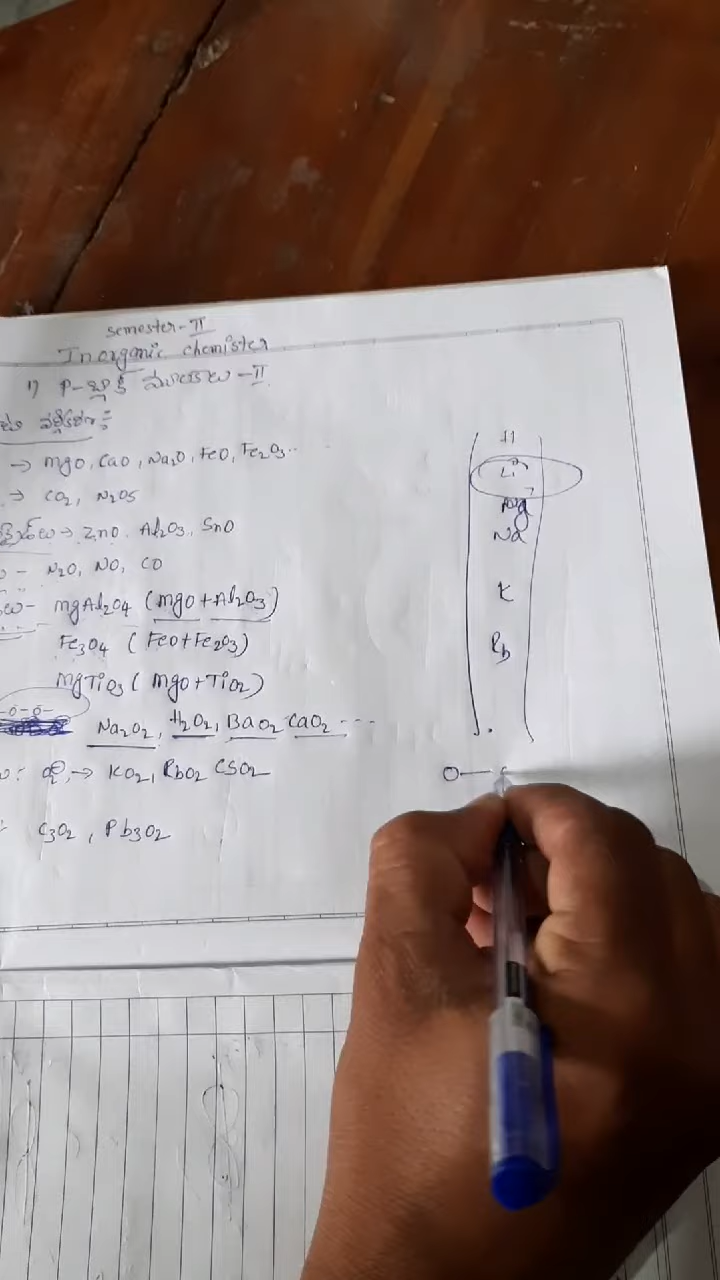 semester-II
Inorganic chemister
1) P-బ్లాక్ మూలకాలు -II
→ MgO, CaO, Na2O, FeO, Fe2O3..
→ CO2, N2O5
→ ZnO, Al2O3, SnO
- N2O, NO, CO
- MgAl2O4 (MgO+Al2O3)
Fe3O4 (FeO+Fe2O3)
MgTiO3 (MgO+TiO2)
-O-O-
Na2O2, H2O2, BaO2 CaO2 ---
→ KO2, RbO2 CSO2
C3O2, Pb3O2
H
Li
Na
K
Rb
O—